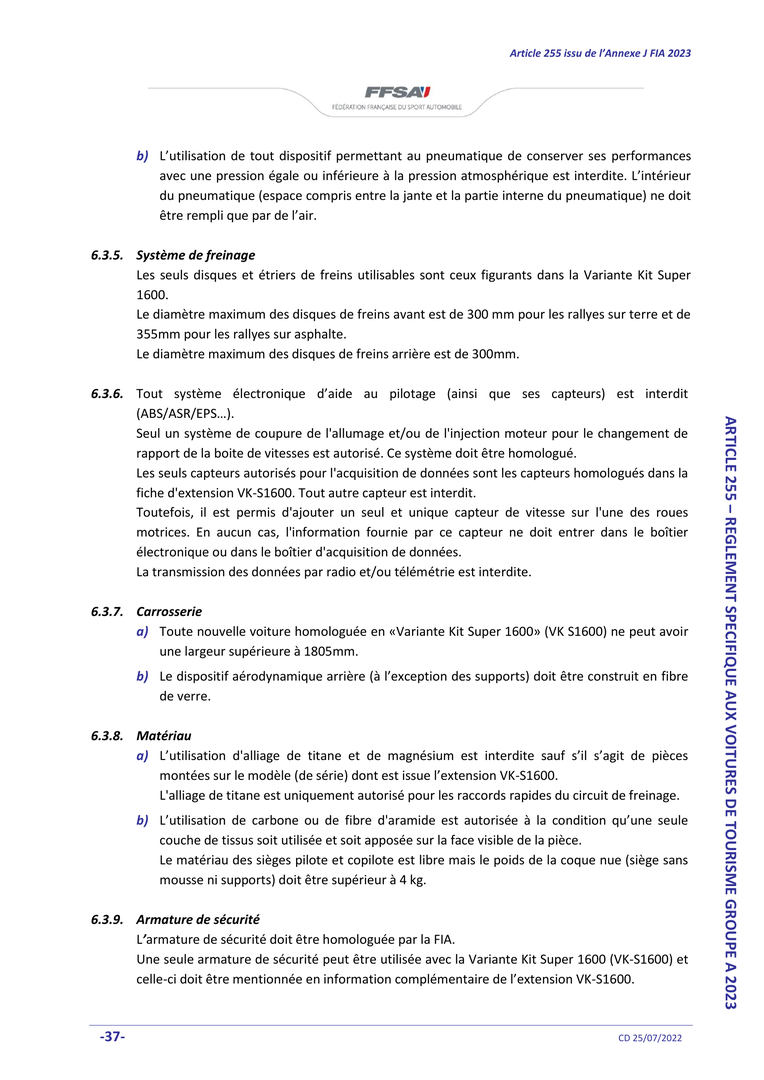 Article 255 issu de l'Annexe J FIA 2023
FFSA
FÉDÉRATION FRANÇAISE DU SPORT AUTOMOBILE
b) L'utilisation de tout dispositif permettant au pneumatique de conserver ses performances
avec une pression égale ou inférieure à la pression atmosphérique est interdite. L'intérieur
du pneumatique (espace compris entre la jante et la partie interne du pneumatique) ne doit
être rempli que par de l'air.
6.3.5. Système de freinage
Les seuls disques et étriers de freins utilisables sont ceux figurants dans la Variante Kit Super
1600.
Le diamètre maximum des disques de freins avant est de 300 mm pour les rallyes sur terre et de
355mm pour les rallyes sur asphalte.
Le diamètre maximum des disques de freins arrière est de 300mm.
6.3.6. Tout système électronique d'aide au pilotage (ainsi que ses capteurs) est interdit
(ABS/ASR/EPS…).
Seul un système de coupure de l'allumage et/ou de l'injection moteur pour le changement de
rapport de la boite de vitesses est autorisé. Ce système doit être homologué.
Les seuls capteurs autorisés pour l'acquisition de données sont les capteurs homologués dans la
fiche d'extension VK-S1600. Tout autre capteur est interdit.
Toutefois, il est permis d'ajouter un seul et unique capteur de vitesse sur l'une des roues
motrices. En aucun cas, l'information fournie par ce capteur ne doit entrer dans le boîtier
électronique ou dans le boîtier d'acquisition de données.
La transmission des données par radio et/ou télémétrie est interdite.
6.3.7. Carrosserie
a) Toute nouvelle voiture homologuée en «Variante Kit Super 1600» (VK S1600) ne peut avoir
une largeur supérieure à 1805mm.
b) Le dispositif aérodynamique arrière (à l'exception des supports) doit être construit en fibre
de verre.
6.3.8. Matériau
a) L'utilisation d'alliage de titane et de magnésium est interdite sauf s'il s'agit de pièces
montées sur le modèle (de série) dont est issue l'extension VK-S1600.
L'alliage de titane est uniquement autorisé pour les raccords rapides du circuit de freinage.
b) L'utilisation de carbone ou de fibre d'aramide est autorisée à la condition qu'une seule
couche de tissus soit utilisée et soit apposée sur la face visible de la pièce.
Le matériau des sièges pilote et copilote est libre mais le poids de la coque nue (siège sans
mousse ni supports) doit être supérieur à 4 kg.
6.3.9. Armature de sécurité
L'armature de sécurité doit être homologuée par la FIA.
Une seule armature de sécurité peut être utilisée avec la Variante Kit Super 1600 (VK-S1600) et
celle-ci doit être mentionnée en information complémentaire de l'extension VK-S1600.
ARTICLE 255 – REGLEMENT SPECIFIQUE AUX VOITURES DE TOURISME GROUPE A 2023
-37-
CD 25/07/2022